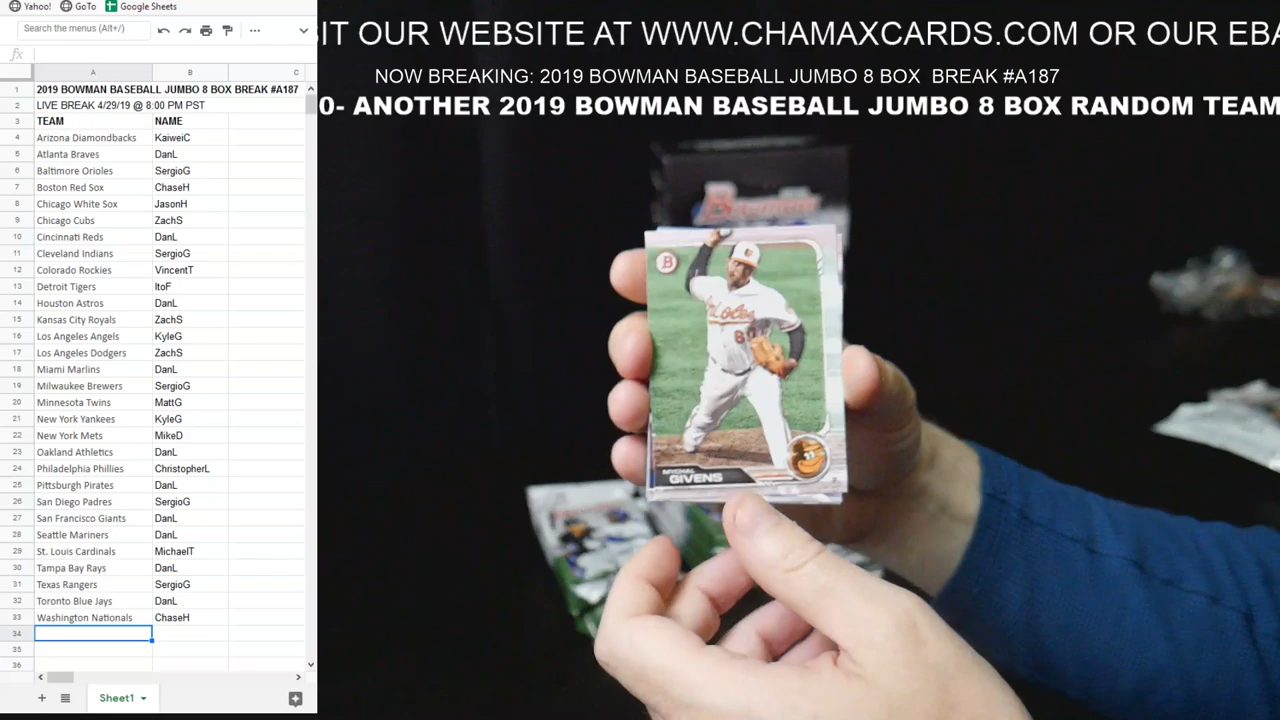 Yahoo! GoTo Google Sheets
Search the menus (Alt+/)
fx
A B C
1 2019 BOWMAN BASEBALL JUMBO 8 BOX BREAK #A187
2 LIVE BREAK 4/29/19 @ 8:00 PM PST
3 TEAM NAME
4 Arizona Diamondbacks KaiweiC
5 Atlanta Braves DanL
6 Baltimore Orioles SergioG
7 Boston Red Sox ChaseH
8 Chicago White Sox JasonH
9 Chicago Cubs ZachS
10 Cincinnati Reds DanL
11 Cleveland Indians SergioG
12 Colorado Rockies VincentT
13 Detroit Tigers ItoF
14 Houston Astros DanL
15 Kansas City Royals ZachS
16 Los Angeles Angels KyleG
17 Los Angeles Dodgers ZachS
18 Miami Marlins DanL
19 Milwaukee Brewers SergioG
20 Minnesota Twins MattG
21 New York Yankees KyleG
22 New York Mets MikeD
23 Oakland Athletics DanL
24 Philadelphia Phillies ChristopherL
25 Pittsburgh Pirates DanL
26 San Diego Padres SergioG
27 San Francisco Giants DanL
28 Seattle Mariners DanL
29 St. Louis Cardinals MichaelT
30 Tampa Bay Rays DanL
31 Texas Rangers SergioG
32 Toronto Blue Jays DanL
33 Washington Nationals ChaseH
34
35
36
Sheet1
IT OUR WEBSITE AT WWW.CHAMAXCARDS.COM OR OUR EBA
NOW BREAKING: 2019 BOWMAN BASEBALL JUMBO 8 BOX BREAK #A187
0- ANOTHER 2019 BOWMAN BASEBALL JUMBO 8 BOX RANDOM TEAM
Bowman
B
Orioles
MYCHAL
GIVENS